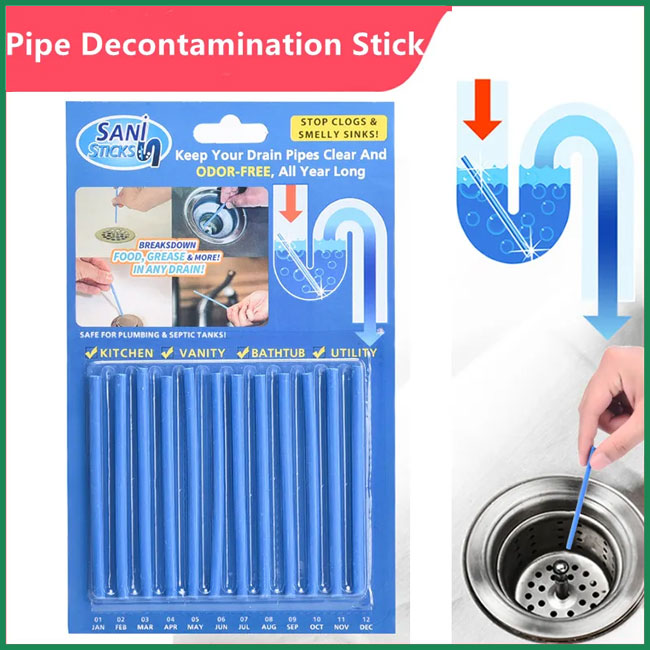 Pipe Decontamination Stick
SANI
STICKS
STOP CLOGS &
SMELLY SINKS!
Keep Your Drain Pipes Clear And
ODOR-FREE, All Year Long
BREAKSDOWN
FOOD, GREASE & MORE!
IN ANY DRAIN!
SAFE FOR PLUMBING & SEPTIC TANKS!
KITCHEN VANITY BATHTUB UTILITY
01 02 03 04 05 06 07 08 09 10 11 12
JAN FEB MAR APR MAY JUN JUL AUG SEP OCT NOV DEC